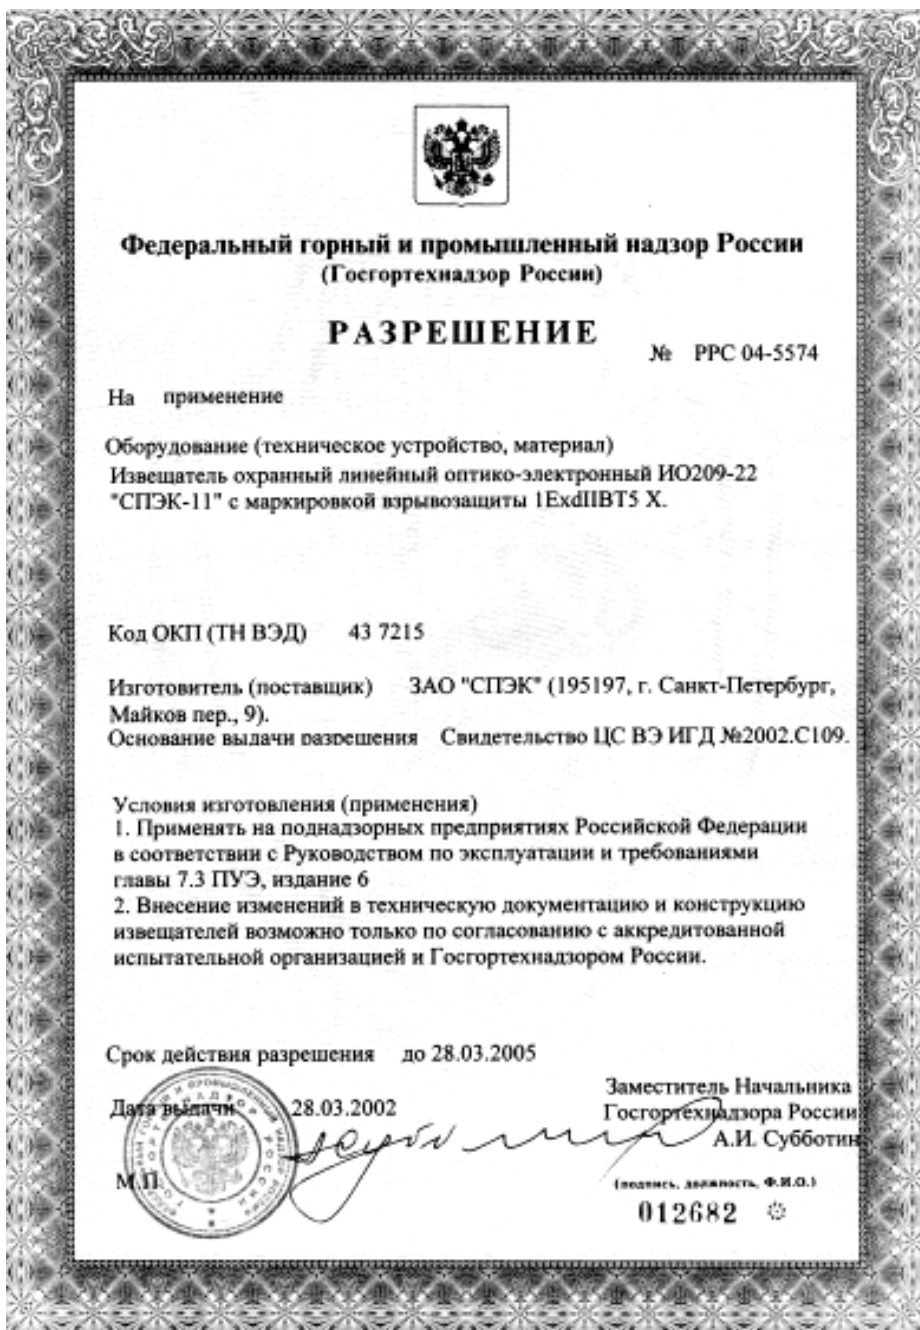 Федеральный горный и промышленный надзор России
(Госгортехнадзор России)
РАЗРЕШЕНИЕ
№ РРС 04-5574
На применение
Оборудование (техническое устройство, материал)
Извещатель охранный линейный оптико-электронный ИО209-22
"СПЭК-11" с маркировкой взрывозащиты 1ExdIIBT5 X.
Код ОКП (ТН ВЭД) 43 7215
Изготовитель (поставщик) ЗАО "СПЭК" (195197, г. Санкт-Петербург,
Майков пер., 9).
Основание выдачи разрешения Свидетельство ЦС ВЭ ИГД №2002.С109.
Условия изготовления (применения)
1. Применять на поднадзорных предприятиях Российской Федерации
в соответствии с Руководством по эксплуатации и требованиями
главы 7.3 ПУЭ, издание 6
2. Внесение изменений в техническую документацию и конструкцию
извещателей возможно только по согласованию с аккредитованной
испытательной организацией и Госгортехнадзором России.
Срок действия разрешения до 28.03.2005
Заместитель Начальника
Дата выдачи 28.03.2002
Госгортехнадзора России
А.И. Субботин
М.П.
(подпись, должность, Ф.И.О.)
012682